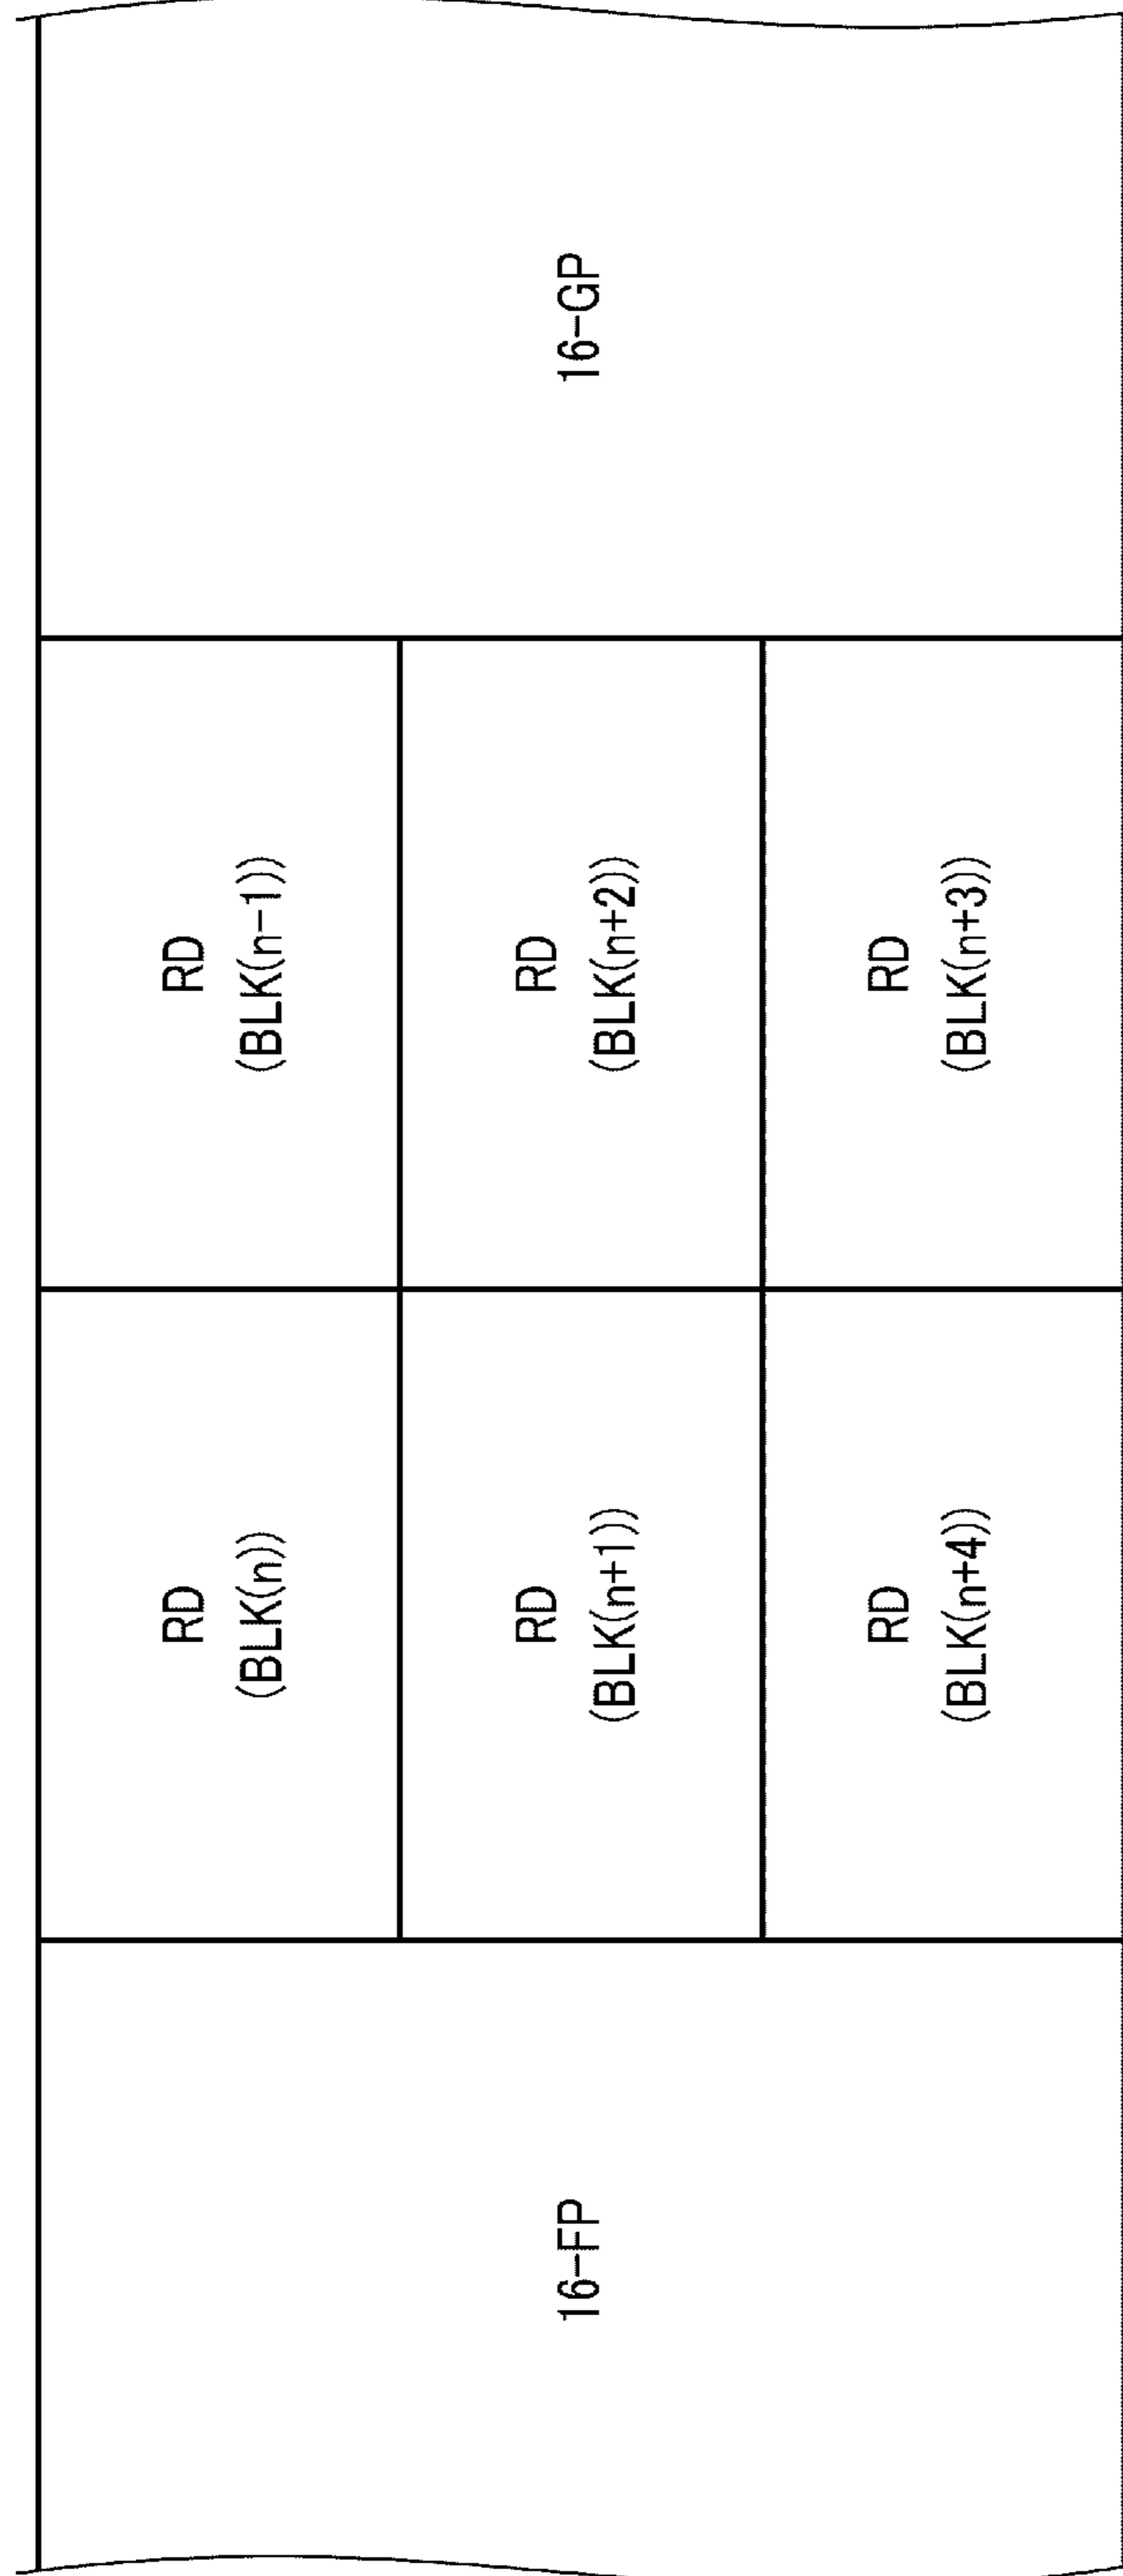 RD
(BLK(n))
RD
(BLK(n-1))
16-FP
RD
(BLK(n+1))
RD
(BLK(n+2))
16-GP
RD
(BLK(n+4))
RD
(BLK(n+3))